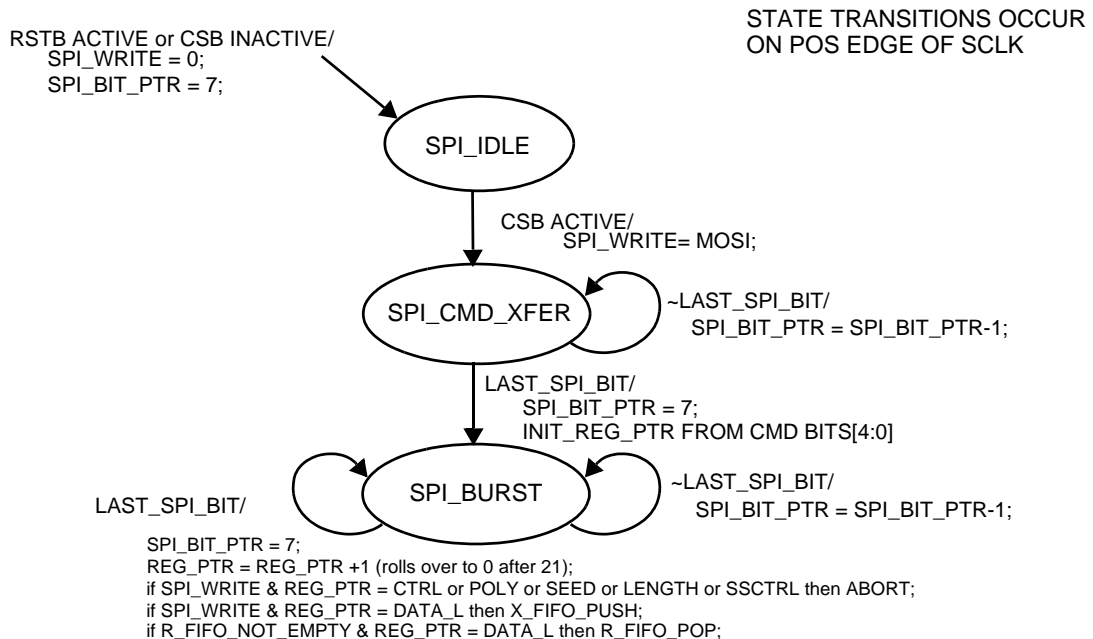 STATE TRANSITIONS OCCUR
ON POS EDGE OF SCLK
RSTB ACTIVE or CSB INACTIVE/
SPI_WRITE = 0;
SPI_BIT_PTR = 7;
SPI_IDLE
CSB ACTIVE/
SPI_WRITE= MOSI;
SPI_CMD_XFER
~LAST_SPI_BIT/
SPI_BIT_PTR = SPI_BIT_PTR-1;
LAST_SPI_BIT/
SPI_BIT_PTR = 7;
INIT_REG_PTR FROM CMD BITS[4:0]
SPI_BURST
~LAST_SPI_BIT/
SPI_BIT_PTR = SPI_BIT_PTR-1;
LAST_SPI_BIT/
SPI_BIT_PTR = 7;
REG_PTR = REG_PTR +1 (rolls over to 0 after 21);
if SPI_WRITE & REG_PTR = CTRL or POLY or SEED or LENGTH or SSCTRL then ABORT;
if SPI_WRITE & REG_PTR = DATA_L then X_FIFO_PUSH;
if R_FIFO_NOT_EMPTY & REG_PTR = DATA_L then R_FIFO_POP;